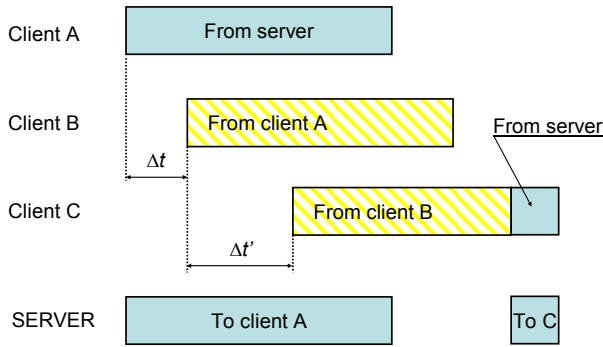 Client A
From server
Client B
From client A
From server
Δt
Client C
From client B
Δt’
SERVER
To client A
To C